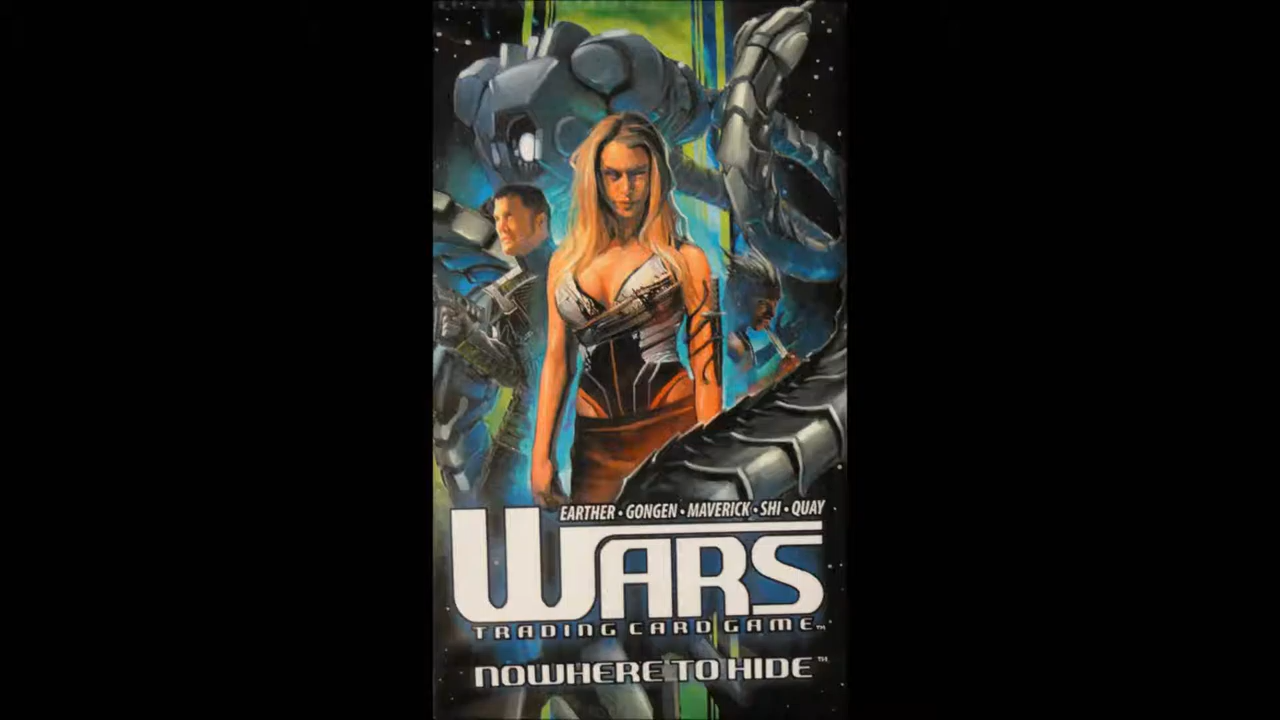 EARTHER • GONGEN • MAVERICK • SHI • QUAY
WARS
TRADING CARD GAME™
NOWHERE TO HIDE™